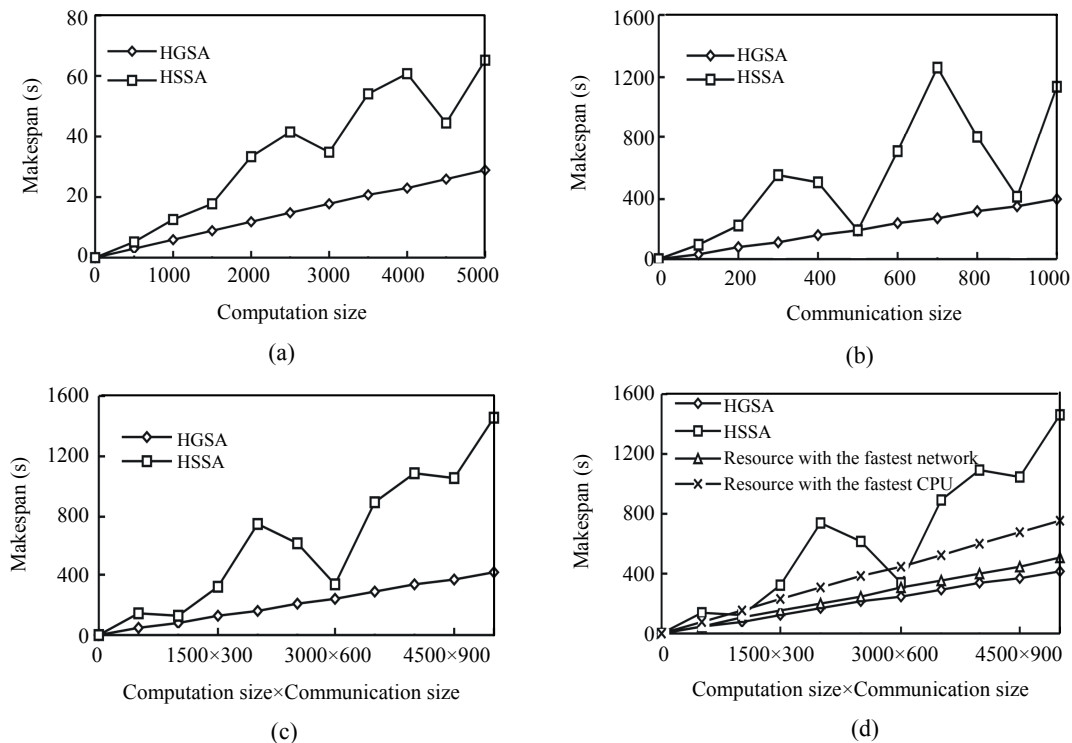 80
60
40
20
0
Makespan (s)
HGSA
HSSA
0 1000 2000 3000 4000 5000
Computation size
(a)
1600
1200
800
400
0
Makespan (s)
HGSA
HSSA
0 200 400 600 800 1000
Communication size
(b)
1600
1200
800
400
0
Makespan (s)
HGSA
HSSA
0 1500×300 3000×600 4500×900
Computation size×Communication size
(c)
1600
1200
800
400
0
Makespan (s)
HGSA
HSSA
Resource with the fastest network
Resource with the fastest CPU
0 1500×300 3000×600 4500×900
Computation size×Communication size
(d)